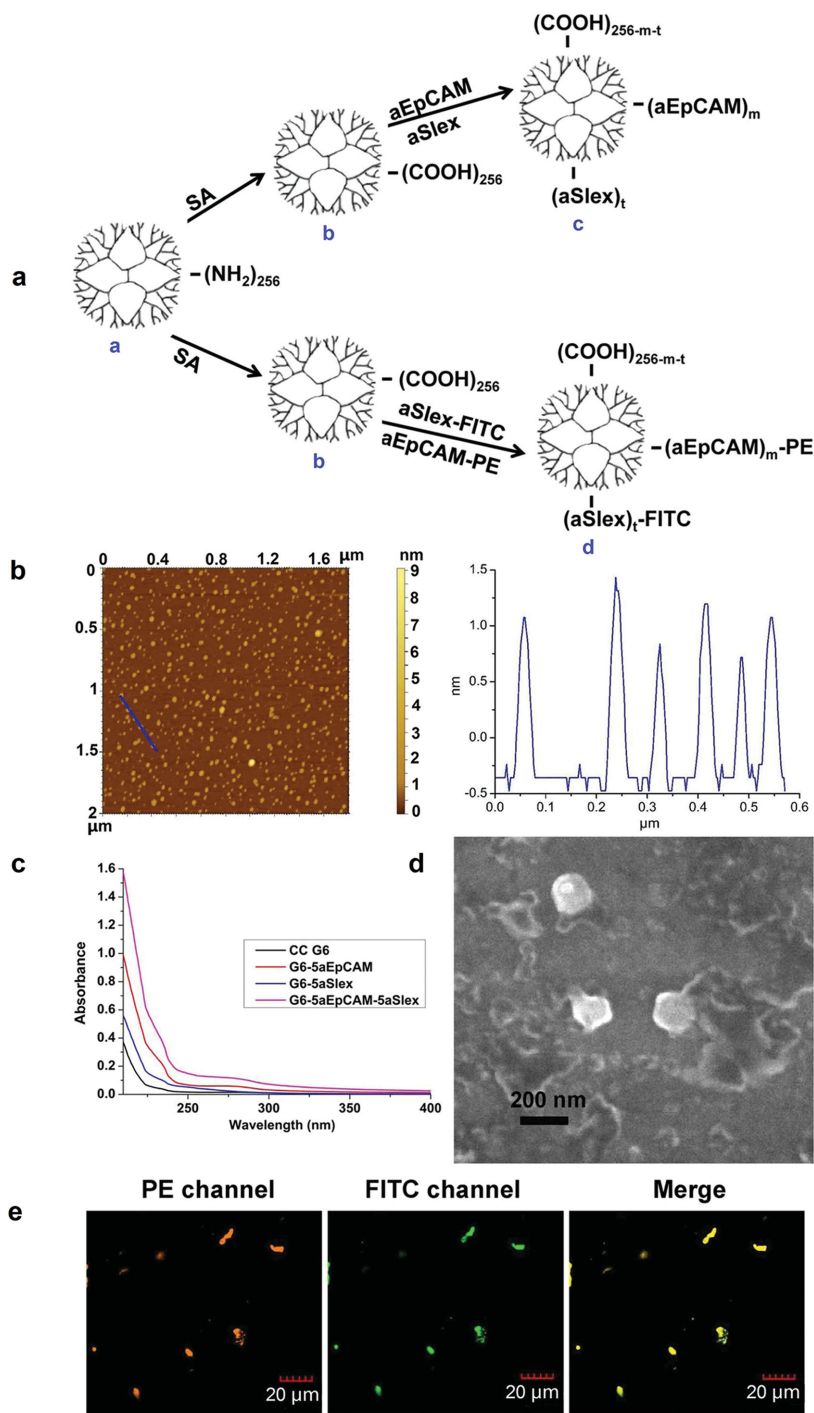 (COOH)256-m-t
aEpCAM
aSlex
-(aEpCAM)m
SA
-(COOH)256
(aSlex)t
b
c
-(NH2)256
a
a
SA
(COOH)256-m-t
-(COOH)256
aSlex-FITC
aEpCAM-PE
-(aEpCAM)m-PE
b
(aSlex)t-FITC
d
b
0 0.4 0.8 1.2 1.6 μm
nm
0
0.5
1
1.5
2
μm
9
8
7
6
5
4
3
2
1
0
1.5
1.0
1.5
0.0
-0.5
nm
0.0 0.1 0.2 0.3 0.4 0.5 0.6
μm
c
1.6
1.4
1.2
1.0
0.8
0.6
0.4
0.2
0.0
Absorbance
CC G6
G6-5aEpCAM
G6-5aSlex
G6-5aEpCAM-5aSlex
250 300 350 400
Wavelength (nm)
d
200 nm
PE channel FITC channel Merge
e
20 μm 20 μm 20 μm